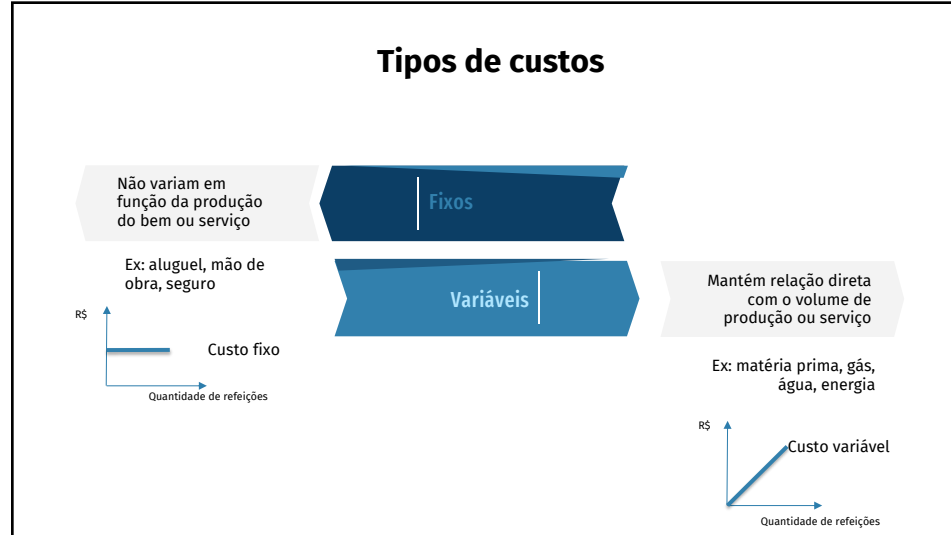 Tipos de custos
Não variam em
função da produção
do bem ou serviço
Fixos
Ex: aluguel, mão de
obra, seguro
R$
Custo fixo
Quantidade de refeições
Variáveis
Mantém relação direta
com o volume de
produção ou serviço
Ex: matéria prima, gás,
água, energia
R$
Custo variável
Quantidade de refeições